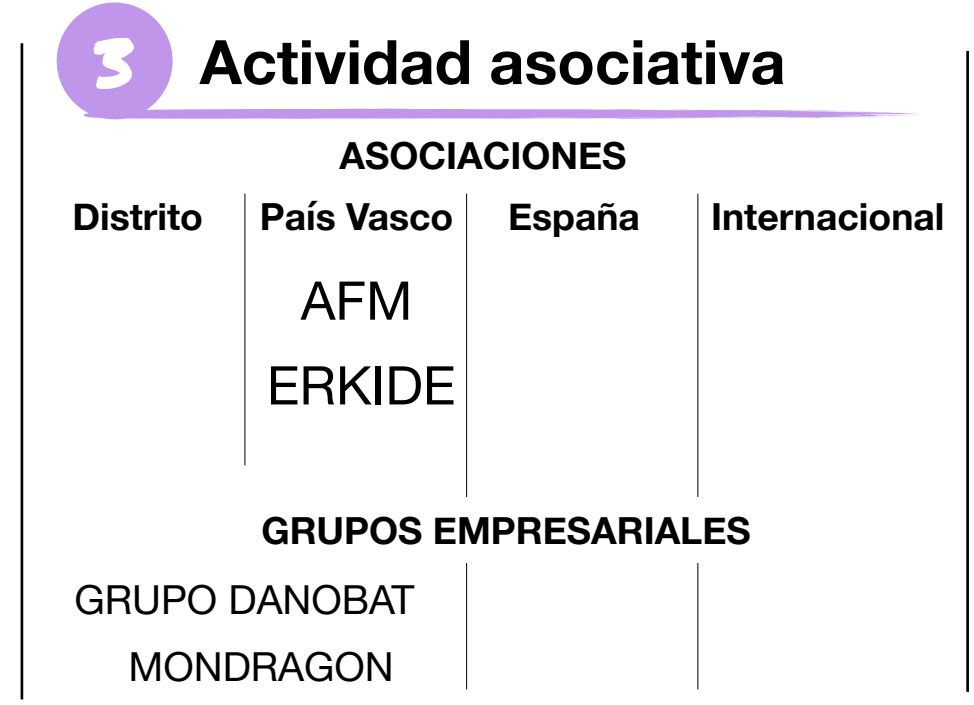 3 Actividad asociativa
ASOCIACIONES
Distrito País Vasco España Internacional
AFM
ERKIDE
GRUPOS EMPRESARIALES
GRUPO DANOBAT
MONDRAGON